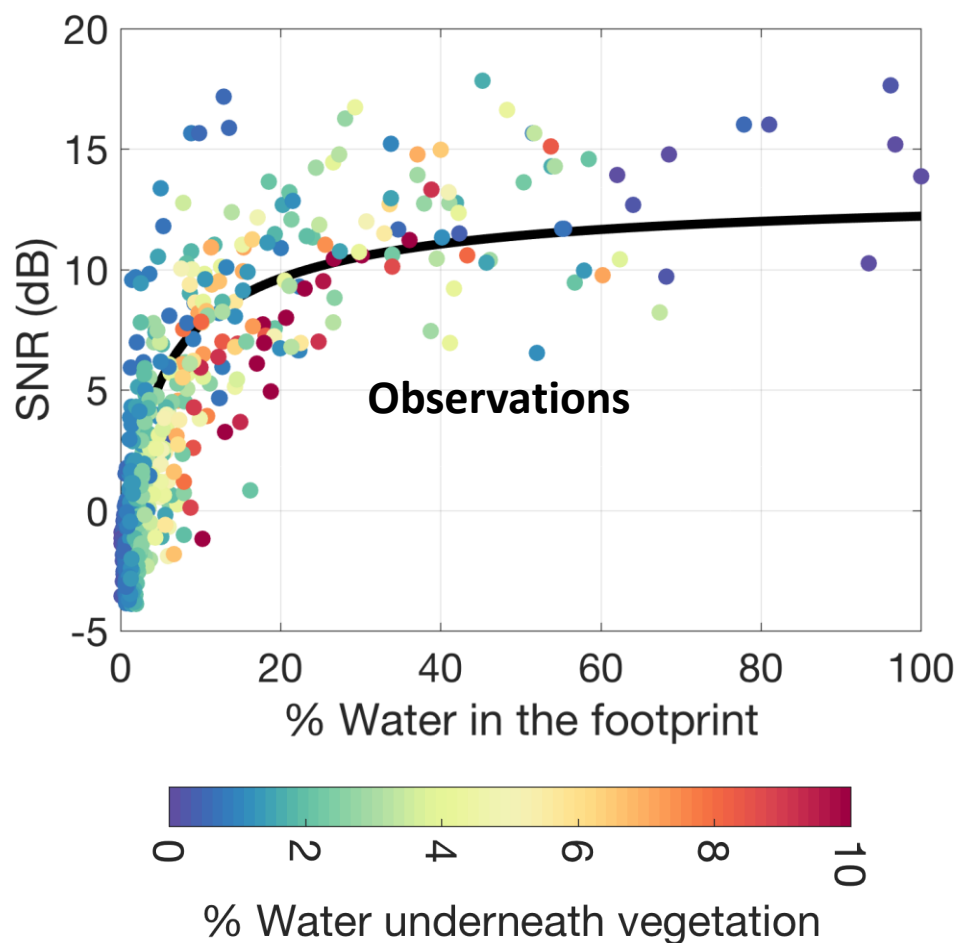 20
15
10
5
0
-5
SNR (dB)
Observations
0 20 40 60 80 100
% Water in the footprint
0 2 4 6 8 10
% Water underneath vegetation